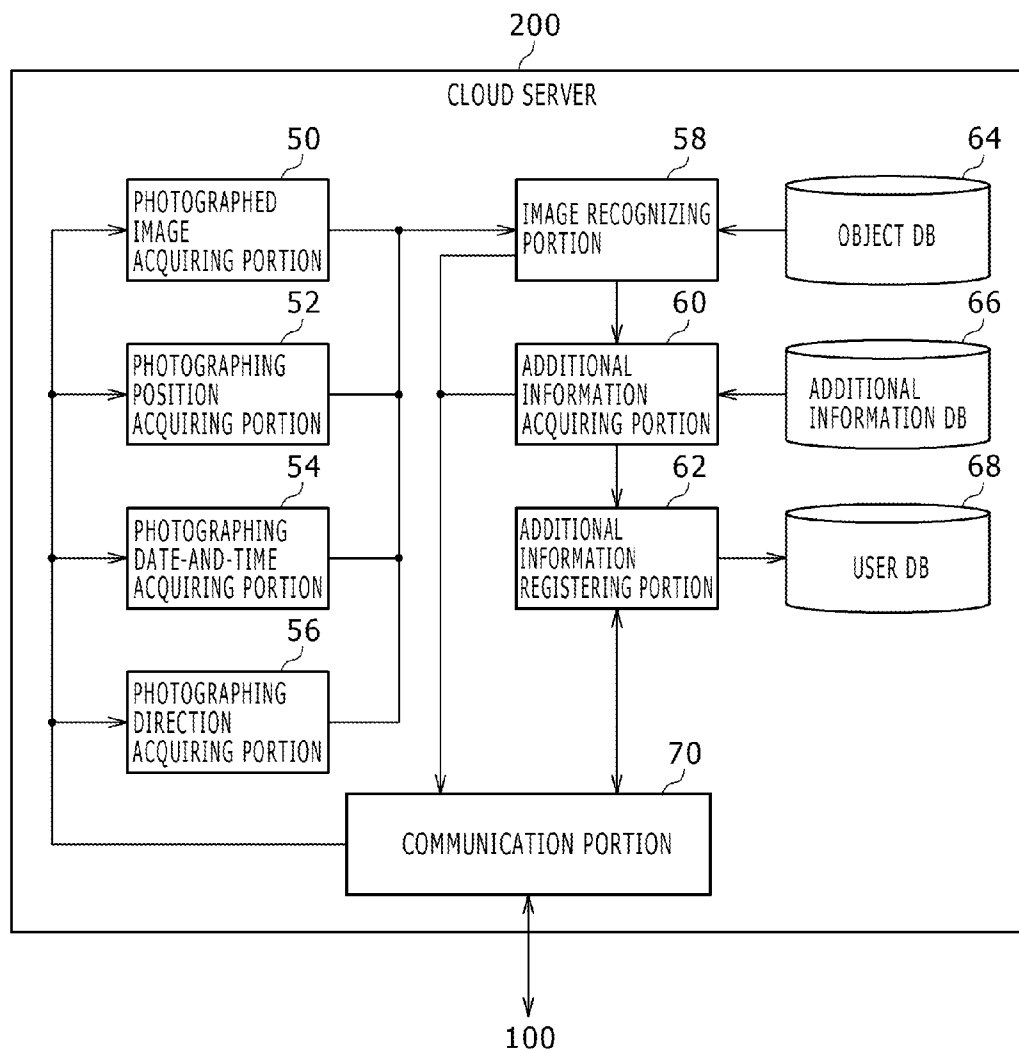 200
CLOUD SERVER
50
PHOTOGRAPHED
IMAGE
ACQUIRING PORTION
52
PHOTOGRAPHING
POSITION
ACQUIRING PORTION
54
PHOTOGRAPHING
DATE-AND-TIME
ACQUIRING PORTION
56
PHOTOGRAPHING
DIRECTION
ACQUIRING PORTION
58
IMAGE RECOGNIZING
PORTION
60
ADDITIONAL
INFORMATION
ACQUIRING PORTION
62
ADDITIONAL
INFORMATION
REGISTERING PORTION
64
OBJECT DB
66
ADDITIONAL
INFORMATION DB
68
USER DB
70
COMMUNICATION PORTION
100